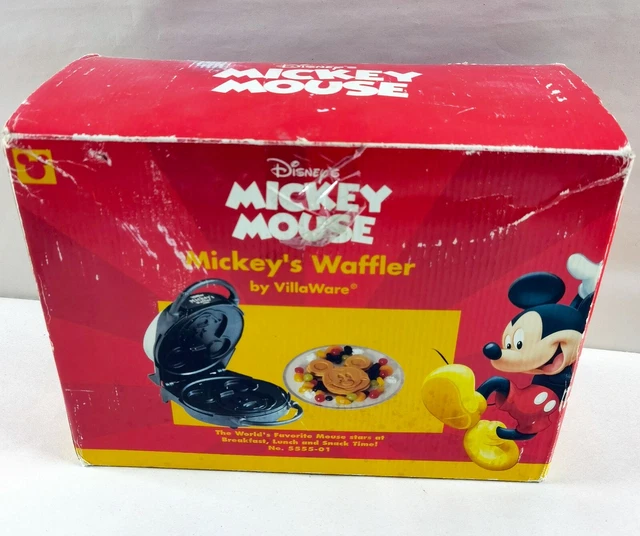 Disney's
MICKEY
MOUSE
Disney's
MICKEY
MOUSE
Mickey's Waffler
by VillaWare®
The World's Favorite Mouse stars at
Breakfast, Lunch and Snack Time!
No. 5555-01